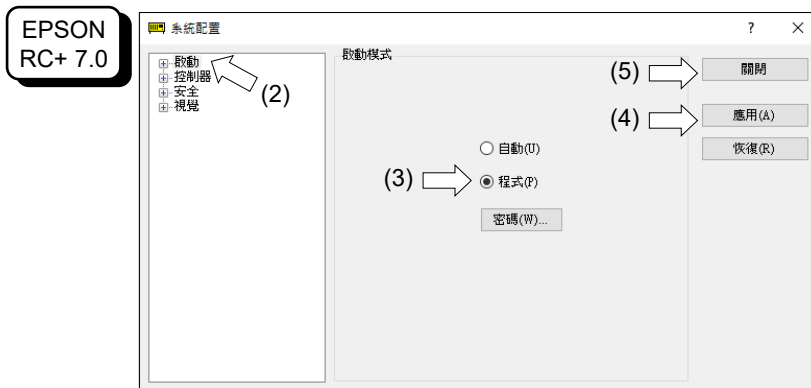 EPSON
RC+ 7.0
系統配置
? ×
啟動
控制器
安全
視覺
(2)
啟動模式
自動(U)
(3)
程式(P)
密碼(W)...
(5)
關閉
(4)
應用(A)
恢復(R)